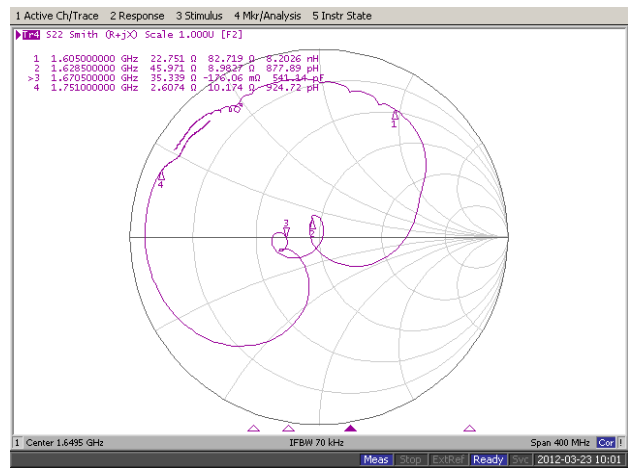 1 Active Ch/Trace 2 Response 3 Stimulus 4 Mkr/Analysis 5 Instr State
Tr4 S22 Smith (R+jX) Scale 1.000U [F2]
1 1.605000000 GHz 22.751 Ω 82.719 Ω 8.2026 nH
2 1.628500000 GHz 45.971 Ω 8.9827 Ω 877.89 pH
>3 1.670500000 GHz 35.339 Ω -176.06 mΩ 541.14 pF
4 1.751000000 GHz 2.6074 Ω 10.174 Ω 924.72 pH
1
4
3
2
1 Center 1.6495 GHz IFBW 70 kHz Span 400 MHz Cor !
Meas Stop ExtRef Ready Svc 2012-03-23 10:01